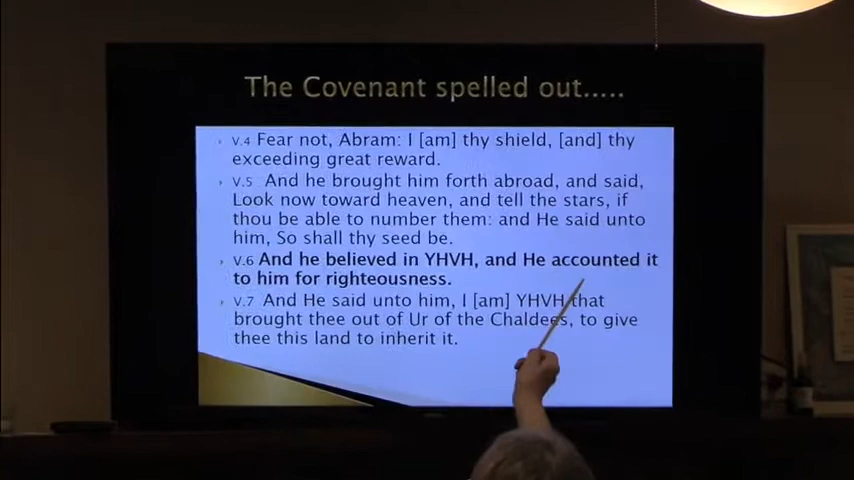 The Covenant spelled out.....
V.4 Fear not, Abram: I [am] thy shield, [and] thy
exceeding great reward.
V.5 And he brought him forth abroad, and said,
Look now toward heaven, and tell the stars, if
thou be able to number them: and He said unto
him, So shall thy seed be.
V.6 And he believed in YHVH, and He accounted it
to him for righteousness.
V.7 And He said unto him, I [am] YHVH that
brought thee out of Ur of the Chaldees, to give
thee this land to inherit it.